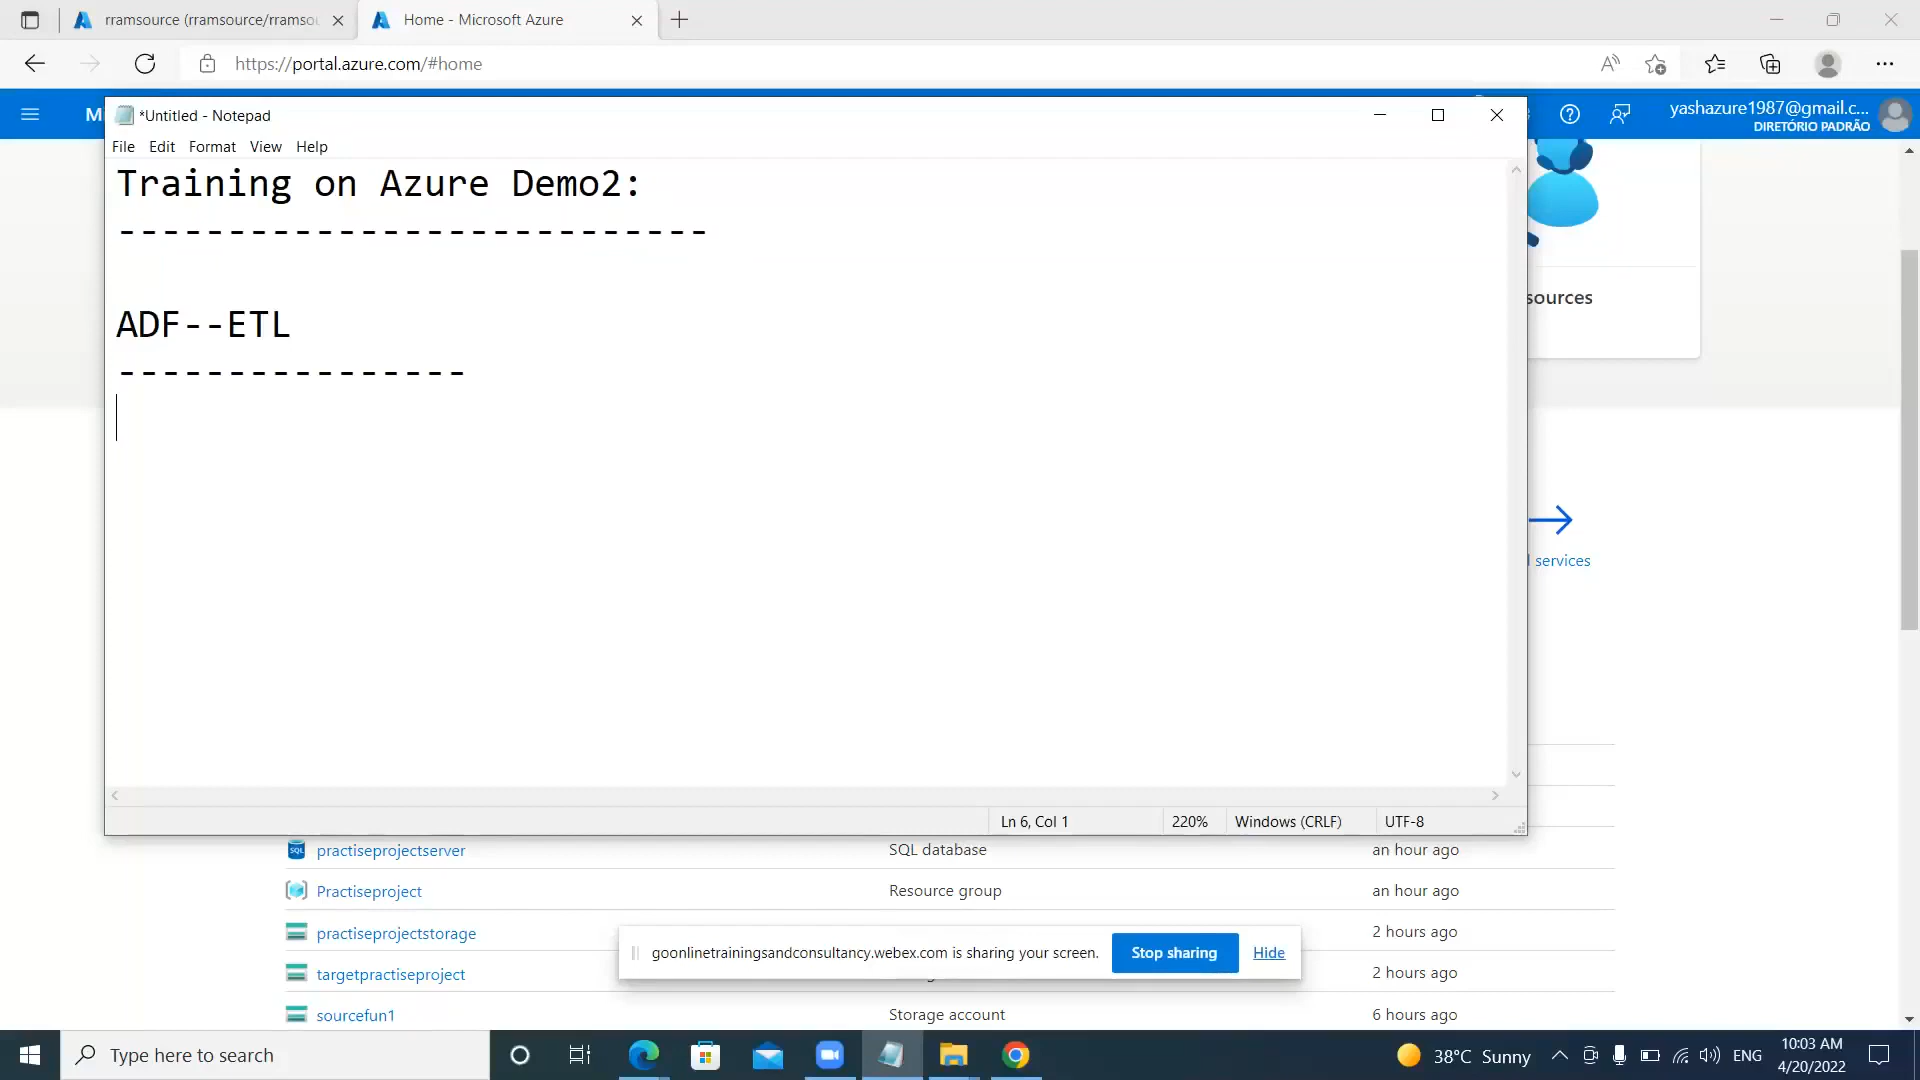 rramsource (rramsource/rramsou
Home - Microsoft Azure
https://portal.azure.com/#home
yashazure1987@gmail.c...
DIRETÓRIO PADRÃO
*Untitled - Notepad
File Edit Format View Help
Training on Azure Demo2:
---------------------------
ADF--ETL
----------------
sources
services
Ln 6, Col 1
220%
Windows (CRLF)
UTF-8
practiseprojectserver SQL database an hour ago
Practiseproject Resource group an hour ago
practiseprojectstorage 2 hours ago
goonlinetrainingsandconsultancy.webex.com is sharing your screen. Stop sharing Hide
targetpractiseproject 2 hours ago
sourcefun1 Storage account 6 hours ago
Type here to search
38°C Sunny
ENG
10:03 AM
4/20/2022